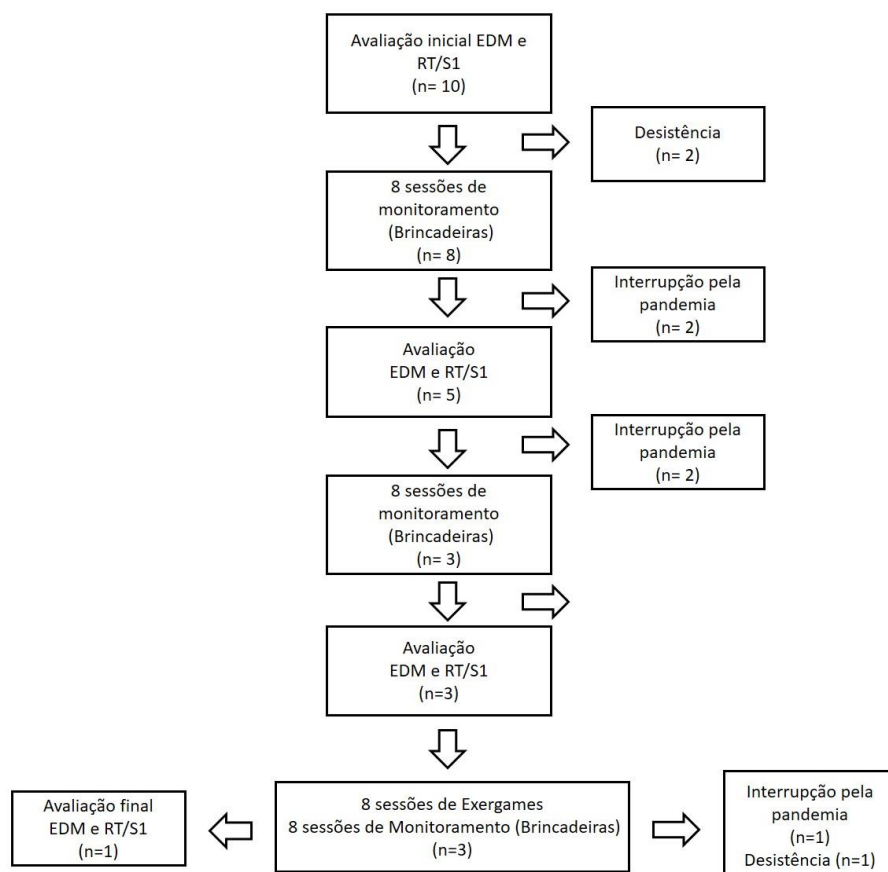 Avaliação inicial EDM e
RT/S1
(n= 10)
Desistência
(n= 2)
8 sessões de
monitoramento
(Brincadeiras)
(n= 8)
Interrupção pela
pandemia
(n= 2)
Avaliação
EDM e RT/S1
(n= 5)
Interrupção pela
pandemia
(n= 2)
8 sessões de
monitoramento
(Brincadeiras)
(n= 3)
Avaliação
EDM e RT/S1
(n=3)
Avaliação final
EDM e RT/S1
(n=1)
8 sessões de Exergames
8 sessões de Monitoramento (Brincadeiras)
(n=3)
Interrupção pela
pandemia
(n=1)
Desistência (n=1)